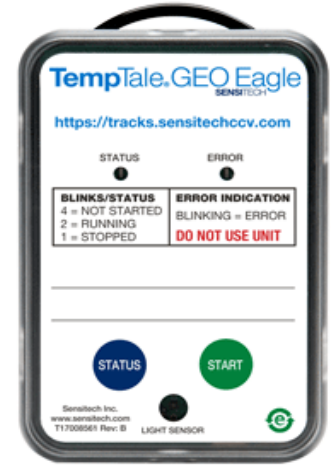 TempTale® GEO Eagle
SENSITECH
https://tracks.sensitechccv.com
STATUS ERROR
BLINKS/STATUS
4 = NOT STARTED
2 = RUNNING
1 = STOPPED
ERROR INDICATION
BLINKING = ERROR
DO NOT USE UNIT
STATUS START
Sensitech Inc.
www.sensitech.com
T17008561 Rev: B
LIGHT SENSOR
e